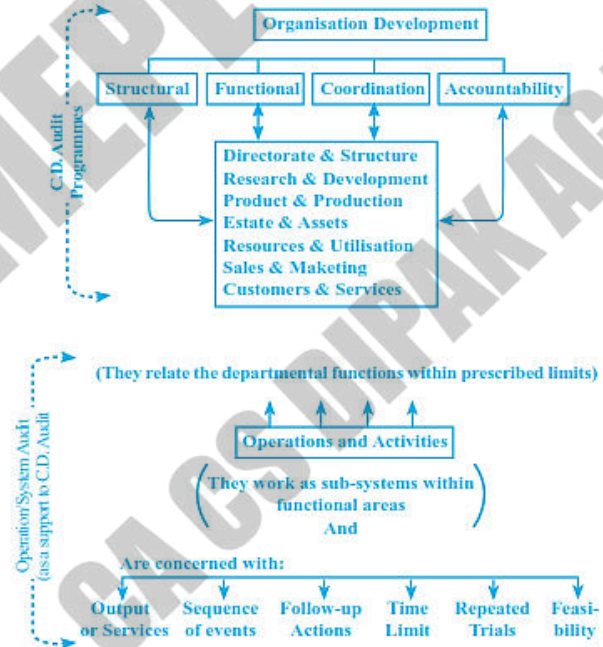 Organisation Development
Structural Functional Coordination Accountability
C.D. Audit
Programmes
Directorate & Structure
Research & Development
Product & Production
Estate & Assets
Resources & Utilisation
Sales & Maketing
Customers & Services
(They relate the departmental functions within prescribed limits)
Operations and Activities
Operation/System Audit
(as a support to C.D. Audit
(They work as sub-systems within
functional areas
And)
Are concerned with:
Output Sequence Follow-up Time Repeated Feasi-
or Services of events Actions Limit Trials bility
CA CS DIPAK